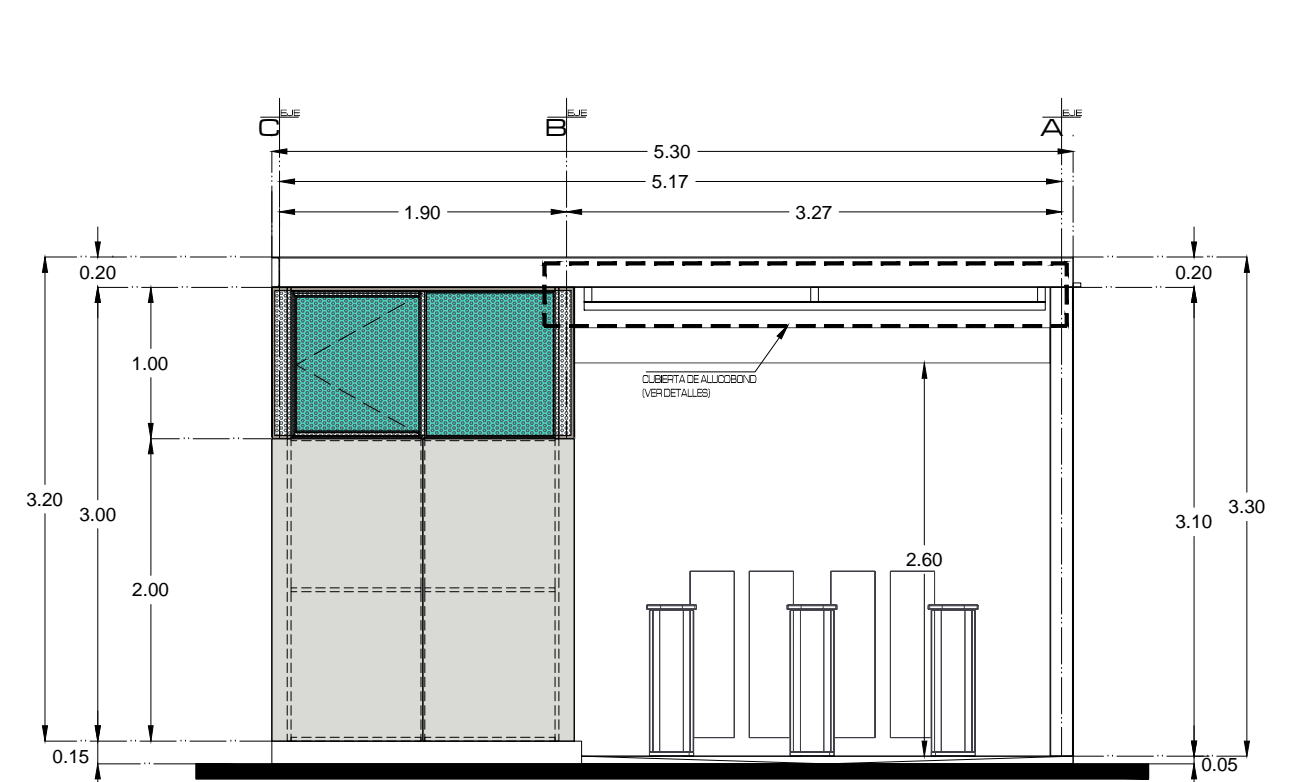 EJE
EJE
EJE
C
B
A
5.30
5.17
1.90
3.27
0.20
0.20
1.00
CUBIERTA DE ALUCOBOND
(VER DETALLES)
3.20
3.00
3.10
3.30
2.60
2.00
0.15
0.05